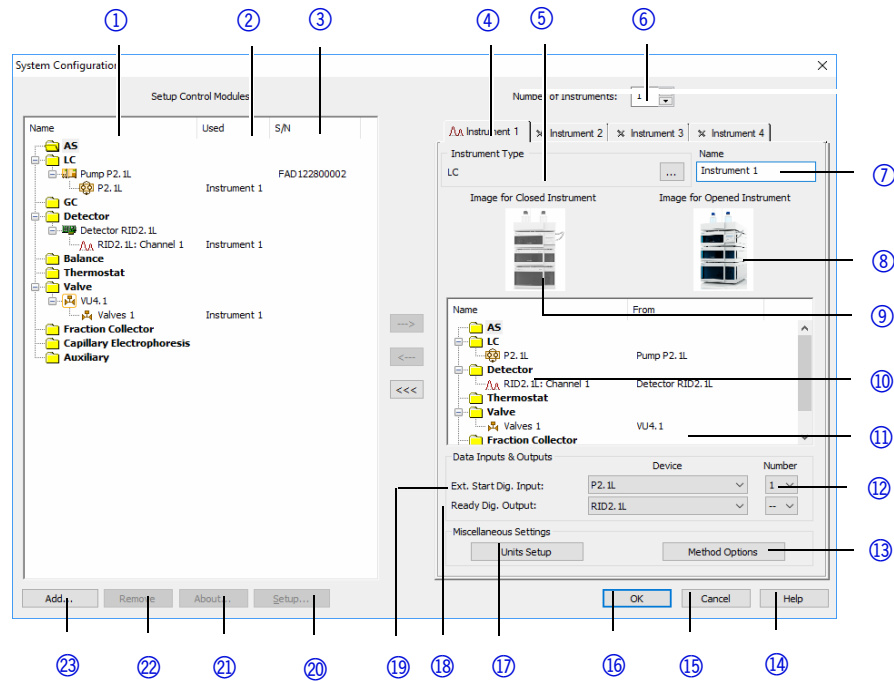 ① ② ③ ④ ⑤ ⑥
System Configuration
Setup Control Modules
Number of Instruments: 1
Name Used S/N
AS
LC
Pump P2. 1L FAD122800002
P2. 1L Instrument 1
GC
Detector
Detector RID2. 1L
RID2. 1L: Channel 1 Instrument 1
Balance
Thermostat
Valve
VU4. 1
Valves 1 Instrument 1
Fraction Collector
Capillary Electrophoresis
Auxiliary
--->
<---
<<<
Instrument 1 Instrument 2 Instrument 3 Instrument 4
Instrument Type Name
LC ... Instrument 1 ⑦
Image for Closed Instrument Image for Opened Instrument
⑧
⑨
Name From
AS
LC
P2. 1L Pump P2. 1L
Detector
RID2. 1L: Channel 1 Detector RID2. 1L ⑩
Thermostat
Valve
Valves 1 VU4. 1 ⑪
Fraction Collector
Data Inputs & Outputs
Device Number
⑲ Ext. Start Dig. Input: P2. 1L 1 ⑫
Ready Dig. Output: RID2. 1L --
Miscellaneous Settings
Units Setup Method Options ⑬
Add... Remove About... Setup... OK Cancel Help
㉓ ㉒ ㉑ ⑳ ⑲ ⑱ ⑰ ⑯ ⑮ ⑭